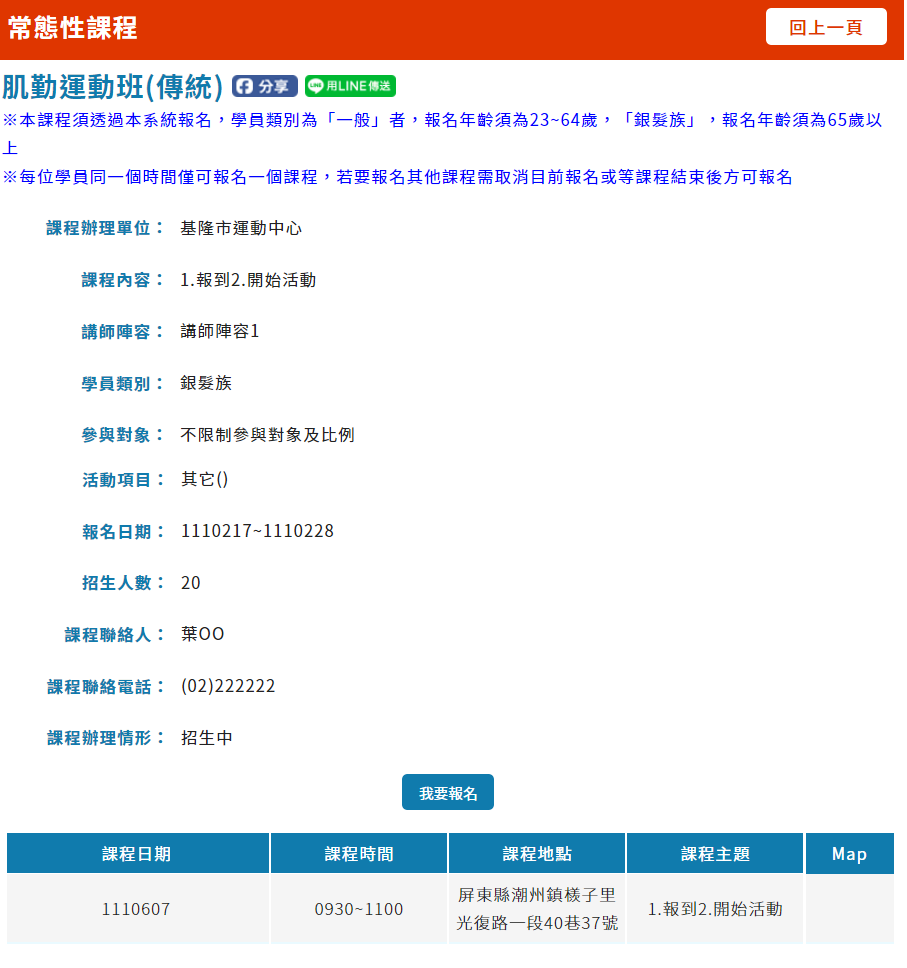 常態性課程
回上一頁
肌勤運動班(傳統) 分享 LINE 用LINE傳送
※本課程須透過本系統報名，學員類別為「一般」者，報名年齡須為23~64歲，「銀髮族」，報名年齡須為65歲以
上
※每位學員同一個時間僅可報名一個課程，若要報名其他課程需取消目前報名或等課程結束後方可報名
課程辦理單位： 基隆市運動中心
課程內容： 1.報到2.開始活動
講師陣容： 講師陣容1
學員類別： 銀髮族
參與對象： 不限制參與對象及比例
活動項目： 其它()
報名日期： 1110217~1110228
招生人數： 20
課程聯絡人： 葉OO
課程聯絡電話： (02)222222
課程辦理情形： 招生中
我要報名
課程日期 課程時間 課程地點 課程主題 Map
1110607 0930~1100 屏東縣潮州鎮檨子里 1.報到2.開始活動
光復路一段40巷37號